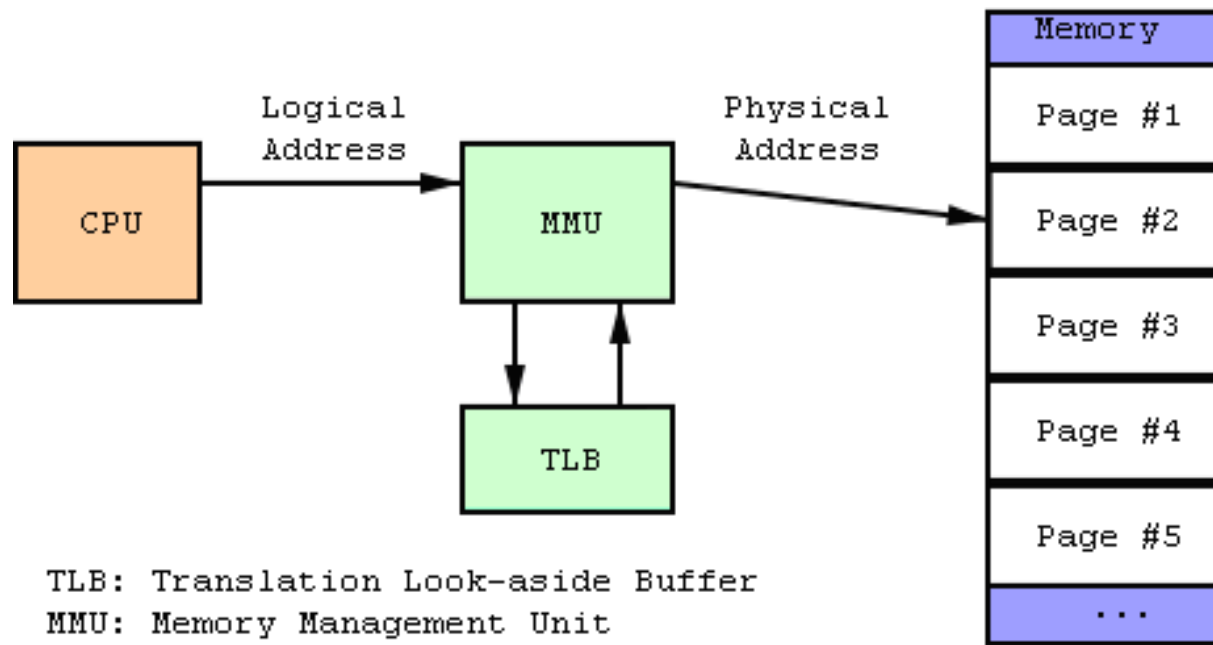 Memory
Logical
Address
Physical
Address
Page #1
CPU
MMU
Page #2
Page #3
TLB
Page #4
Page #5
TLB: Translation Look-aside Buffer
MMU: Memory Management Unit
...